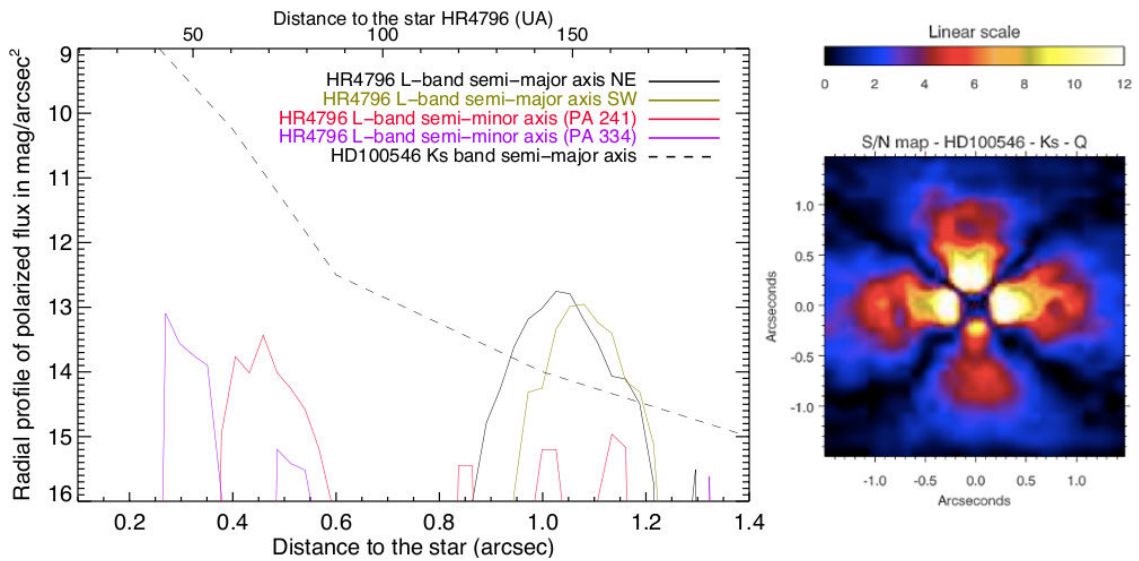 Distance to the star HR4796 (UA)
50 100 150
Radial profile of polarized flux in mag/arcsec²
9
10
11
12
13
14
15
16
HR4796 L-band semi-major axis NE
HR4796 L-band semi-major axis SW
HR4796 L-band semi-minor axis (PA 241)
HR4796 L-band semi-minor axis (PA 334)
HD100546 Ks band semi-major axis
0.2 0.4 0.6 0.8 1.0 1.2 1.4
Distance to the star (arcsec)
Linear scale
0 2 4 6 8 10 12
S/N map - HD100546 - Ks - Q
Arcseconds
1.0
0.5
0.0
-0.5
-1.0
-1.0 -0.5 0.0 0.5 1.0
Arcseconds